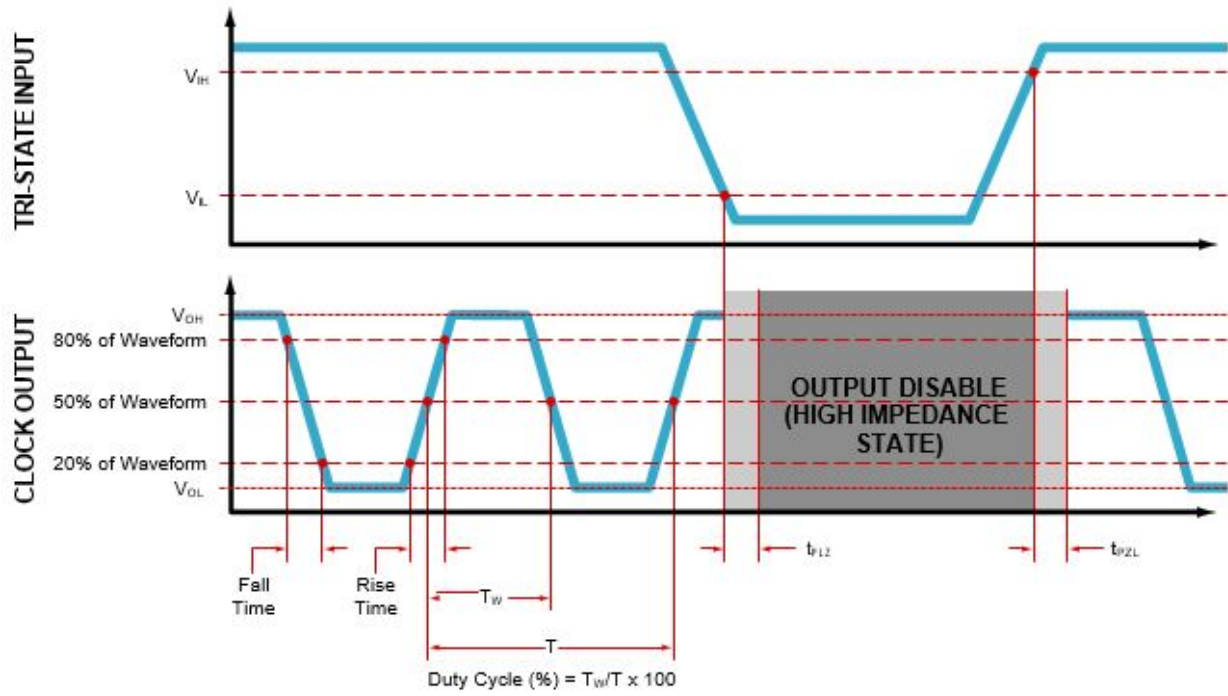 TRI-STATE INPUT
VIH
VIL
CLOCK OUTPUT
VOH
80% of Waveform
50% of Waveform
20% of Waveform
VOL
OUTPUT DISABLE
(HIGH IMPEDANCE
STATE)
Fall
Time
Rise
Time
TW
T
tPLZ
tPZL
Duty Cycle (%) = TW/T x 100